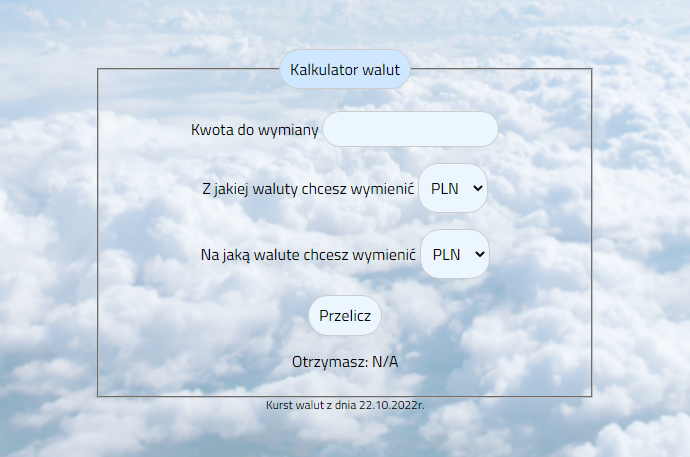 Kalkulator walut
Kwota do wymiany
Z jakiej waluty chcesz wymienić PLN
Na jaką walute chcesz wymienić PLN
Przelicz
Otrzymasz: N/A
Kurst walut z dnia 22.10.2022r.